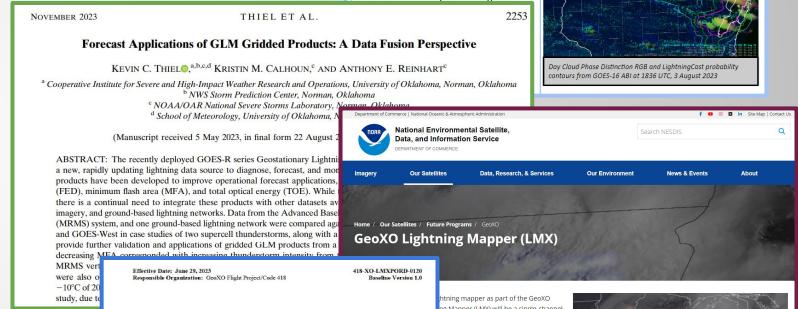 NOVEMBER 2023 THIEL ET AL. 2253
Forecast Applications of GLM Gridded Products: A Data Fusion Perspective
KEVIN C. THIEL, a,b,c,d KRISTIN M. CALHOUN, c AND ANTHONY E. REINHART c
a Cooperative Institute for Severe and High-Impact Weather Research and Operations, University of Oklahoma, Norman, Oklahoma
b NWS Storm Prediction Center, Norman, Oklahoma
c NOAA/OAR National Severe Storms Laboratory, Norman, Oklahoma
d School of Meteorology, University of Oklahoma,
(Manuscript received 5 May 2023, in final form 22 August
ABSTRACT: The recently deployed GOES-R series Geostationary
a new, rapidly updating lightning data source to diagnose, forecast, and
products have been developed to improve operational forecast applications,
(FED), minimum flash area (MFA), and total optical energy (TOE). While
there is a continual need to integrate these products with other datasets
imagery, and ground-based lightning networks. Data from the Advanced
(MRMS) system, and one ground-based lightning network were compared
and GOES-West in case studies of two supercell thunderstorms, along with a
provide further validation and applications of gridded GLM products from a
decreasing MFA corresponded with increasing thunderstorm intensity from
MRMS
were also
−10°C of
study, due
Day Cloud Phase Distinction RGB and LightningCast probability
contours from GOES-16 ABI at 1836 UTC, 3 August 2023
Department of Commerce | National Oceanic & Atmospheric Administration
Site Map | Contact Us
NOAA
National Environmental Satellite,
Data, and Information Service
DEPARTMENT OF COMMERCE
Search NESDIS
Imagery Our Satellites Data, Research, & Services Our Environment News & Events About
Home / Our Satellites / Future Programs / GeoXO
GeoXO Lightning Mapper (LMX)
Effective Date: June 29, 2023 418-XO-LMXPORD-0120
Responsible Organization: GeoXO Flight Project/Code 418 Baseline Version 1.0
mapper as part of the GeoXO
Mapper (LMX) will be a single-channel